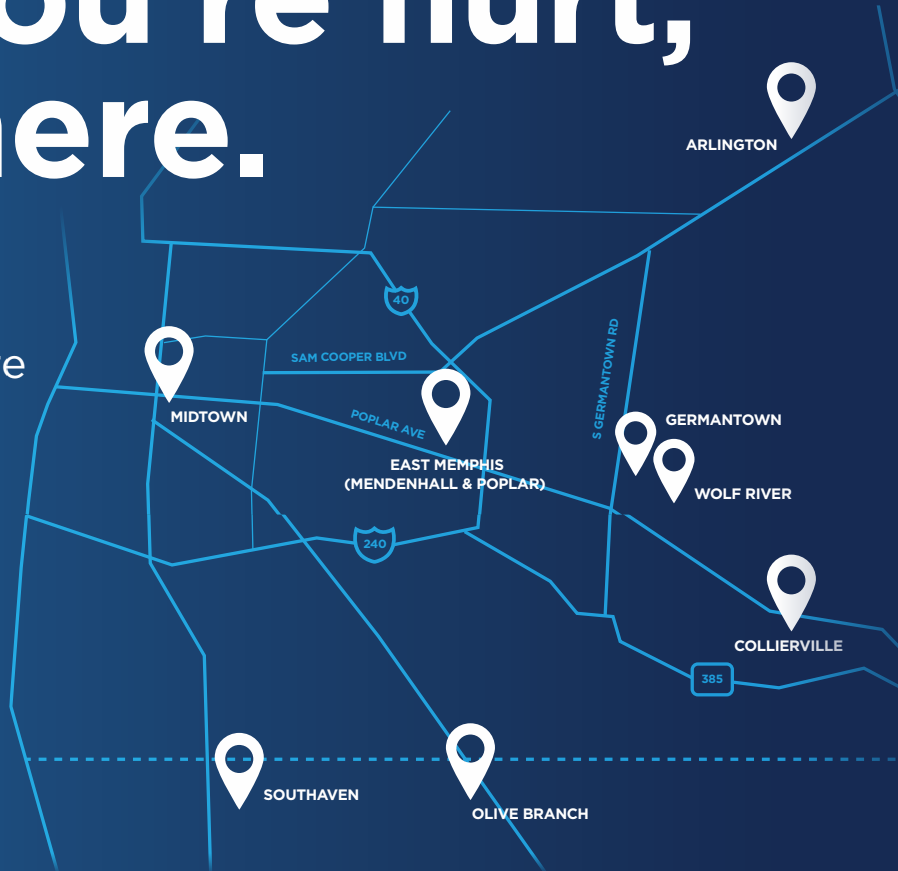 ou're hurt,
ere.
ARLINGTON
40
SAM COOPER BLVD
S GERMANTOWN RD
e
MIDTOWN
POPLAR AVE
GERMANTOWN
EAST MEMPHIS
(MENDENHALL & POPLAR)
WOLF RIVER
240
COLLIERVILLE
385
SOUTHAVEN
OLIVE BRANCH